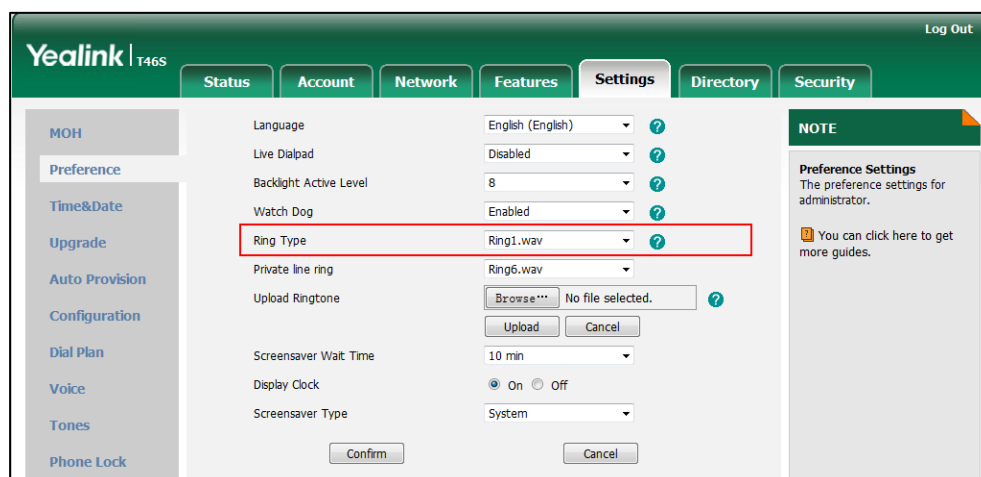 Log Out
Yealink | T46S
Status Account Network Features Settings Directory Security
MOH
Preference
Time&Date
Upgrade
Auto Provision
Configuration
Dial Plan
Voice
Tones
Phone Lock
Language English (English) ?
Live Dialpad Disabled ?
Backlight Active Level 8 ?
Watch Dog Enabled ?
Ring Type Ring1.wav ?
Private line ring Ring6.wav
Upload Ringtone Browse... No file selected. ?
Upload Cancel
Screensaver Wait Time 10 min
Display Clock On Off
Screensaver Type System
Confirm Cancel
NOTE
Preference Settings
The preference settings for
administrator.
? You can click here to get
more guides.